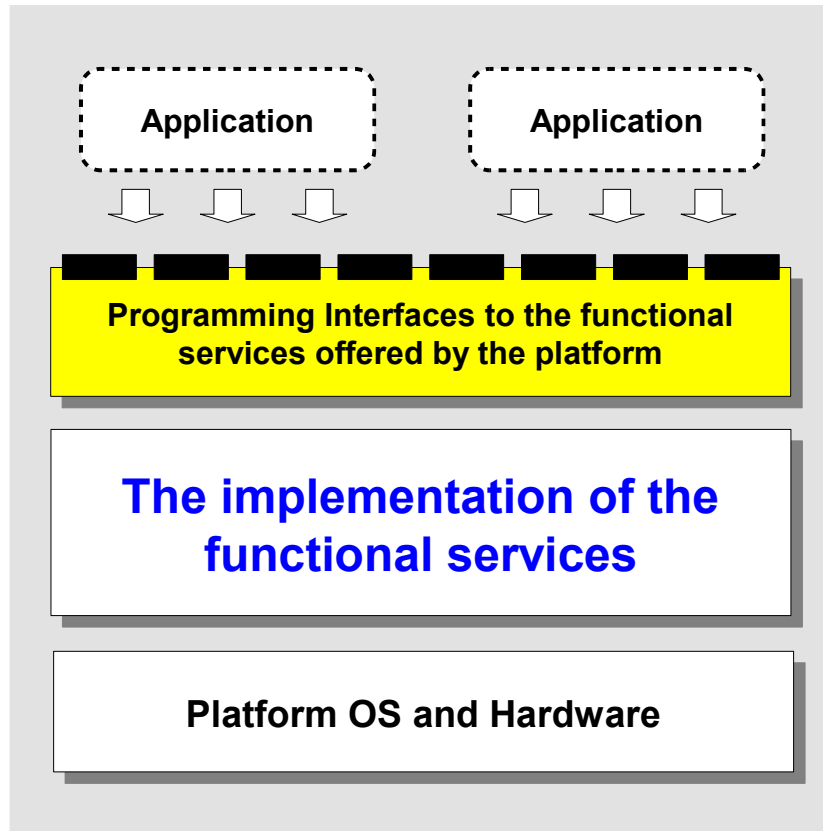 Application
Application
Programming Interfaces to the functional
services offered by the platform
The implementation of the
functional services
Platform OS and Hardware